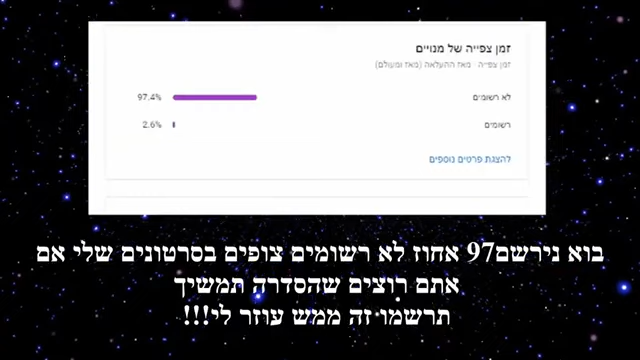 זמן צפייה של מנויים
זמן צפייה · מאז ההעלאה (מאז ומעולם)
לא רשומים 97.4%
רשומים 2.6%
להצגת פרטים נוספים
בוא נירשם97 אחוז לא רשומים צופים בסרטונים שלי אם
אתם רוצים שהסדרה תמשיך
תרשמו זה ממש עוזר לי!!!